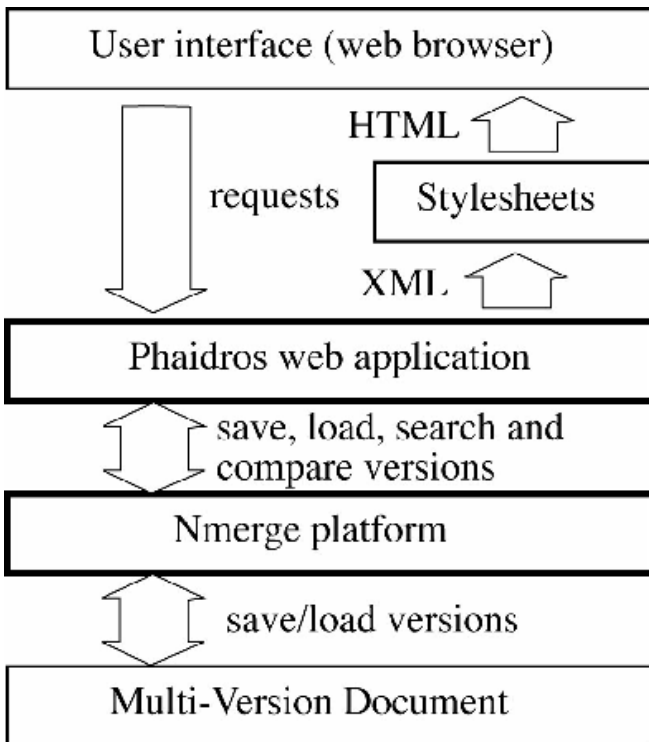 User interface (web browser)
HTML
requests
Stylesheets
XML
Phaidros web application
save, load, search and
compare versions
Nmerge platform
save/load versions
Multi-Version Document